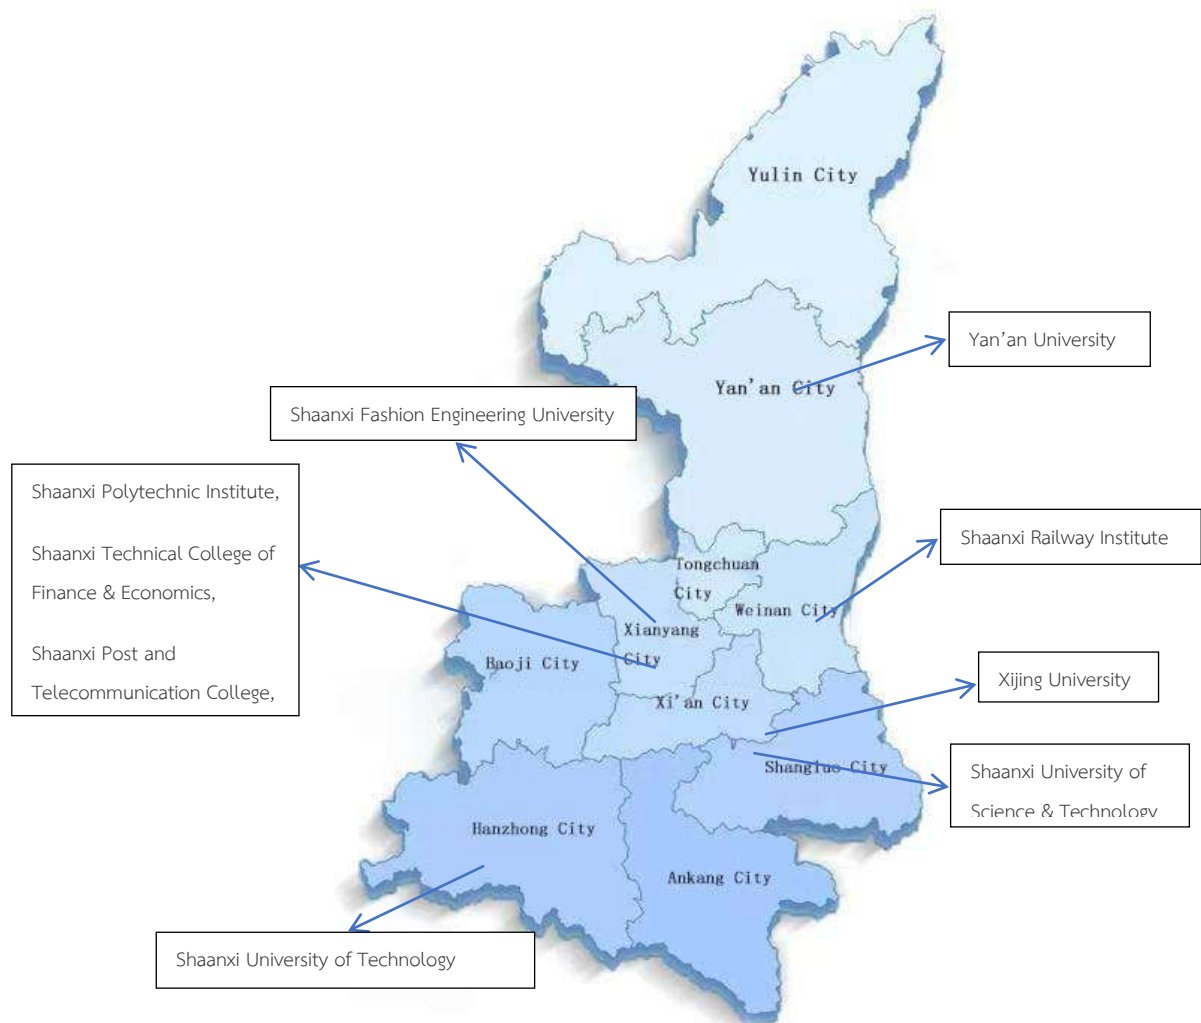 Yulin City
Yan’an University
Yan'an City
Shaanxi Fashion Engineering University
Shaanxi Polytechnic Institute,
Shaanxi Technical College of
Finance & Economics,
Shaanxi Post and
Telecommunication College,
Shaanxi Railway Institute
Tongchuan
City
Weinan City
Xianyang
City
Baoji City
Xijing University
Xi'an City
Shangluo City
Shaanxi University of
Science & Technology
Hanzhong City
Ankang City
Shaanxi University of Technology